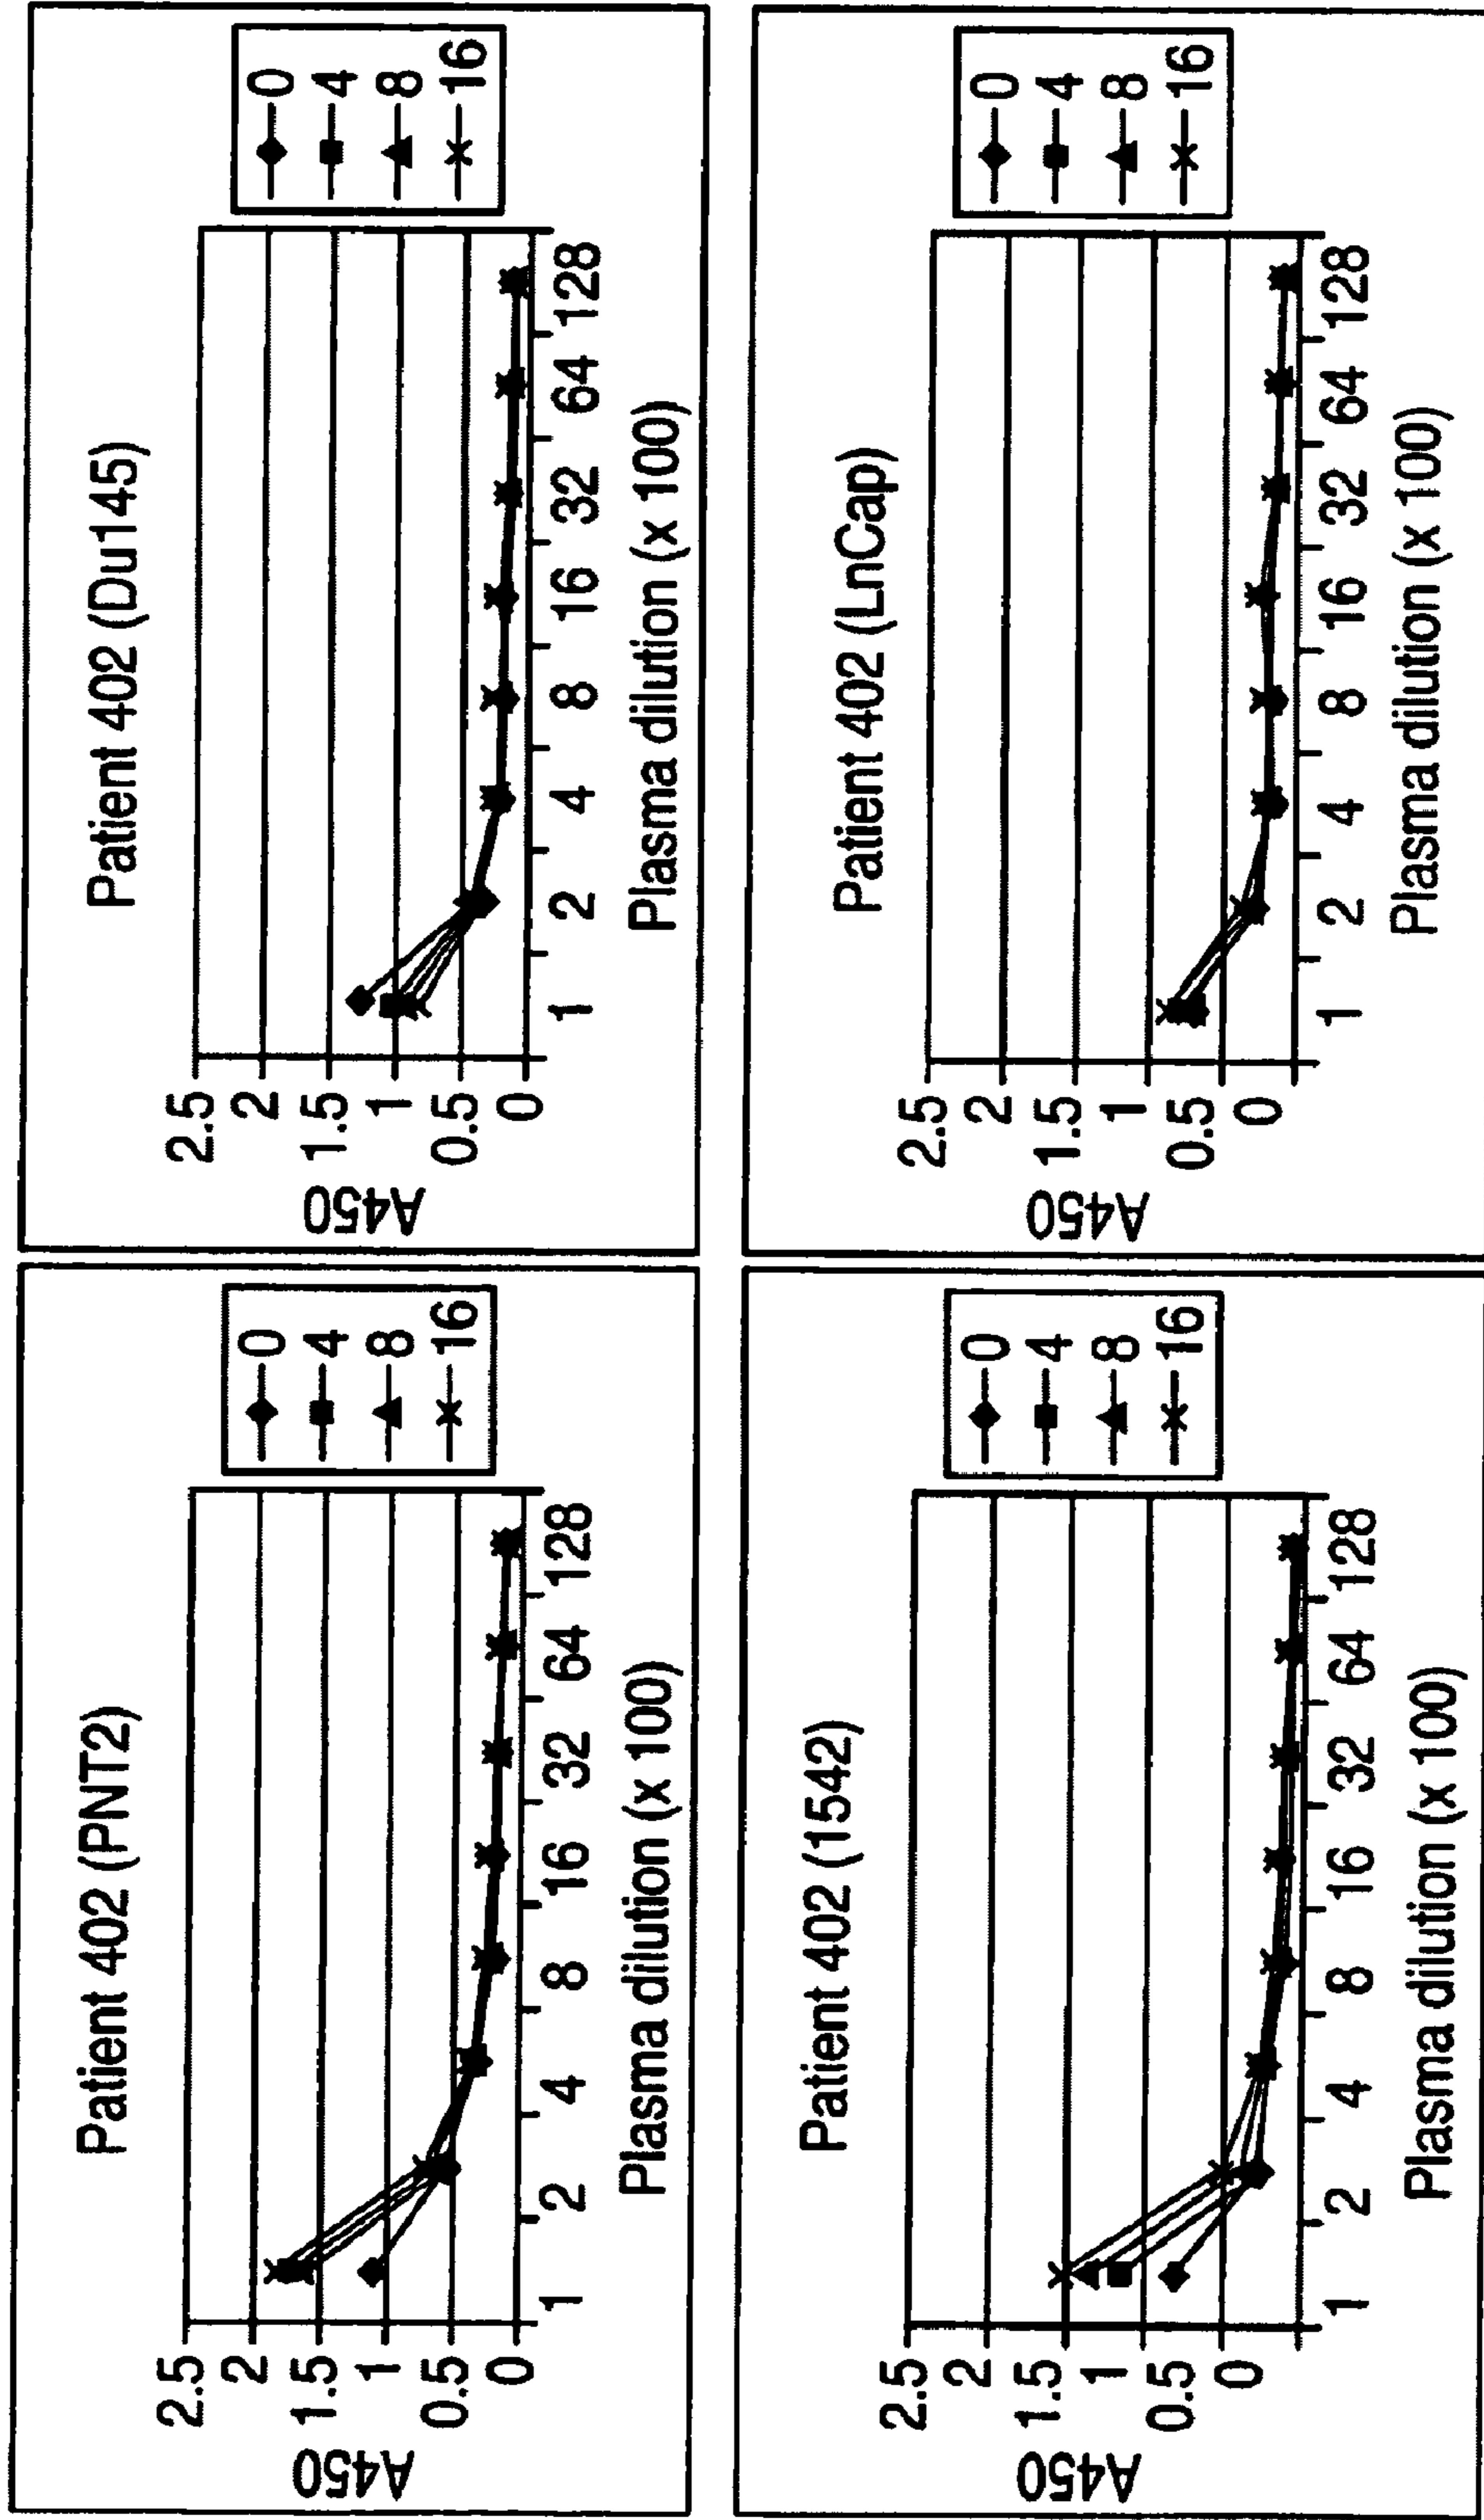 Patient 402 (PNT2)
A450
2.5
2
1.5
1
0.5
0
1 2 4 8 16 32 64 128
Plasma dilution (x 100)
0
4
8
16
Patient 402 (Du145)
A450
2.5
2
1.5
1
0.5
0
1 2 4 8 16 32 64 128
Plasma dilution (x 100)
0
4
8
16
Patient 402 (1542)
A450
2.5
2
1.5
1
0.5
0
1 2 4 8 16 32 64 128
Plasma dilution (x 100)
0
4
8
16
Patient 402 (LnCap)
A450
2.5
2
1.5
1
0.5
0
1 2 4 8 16 32 64 128
Plasma dilution (x 100)
0
4
8
16